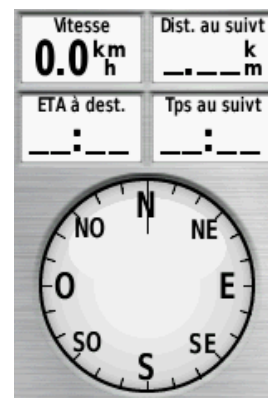 Vitesse
0.0 km h
Dist. au suivt
_._ _ k m
ETA à dest.
_ _:_ _
Tps au suivt
_ _:_ _
N
NO NE
O E
SO SE
S